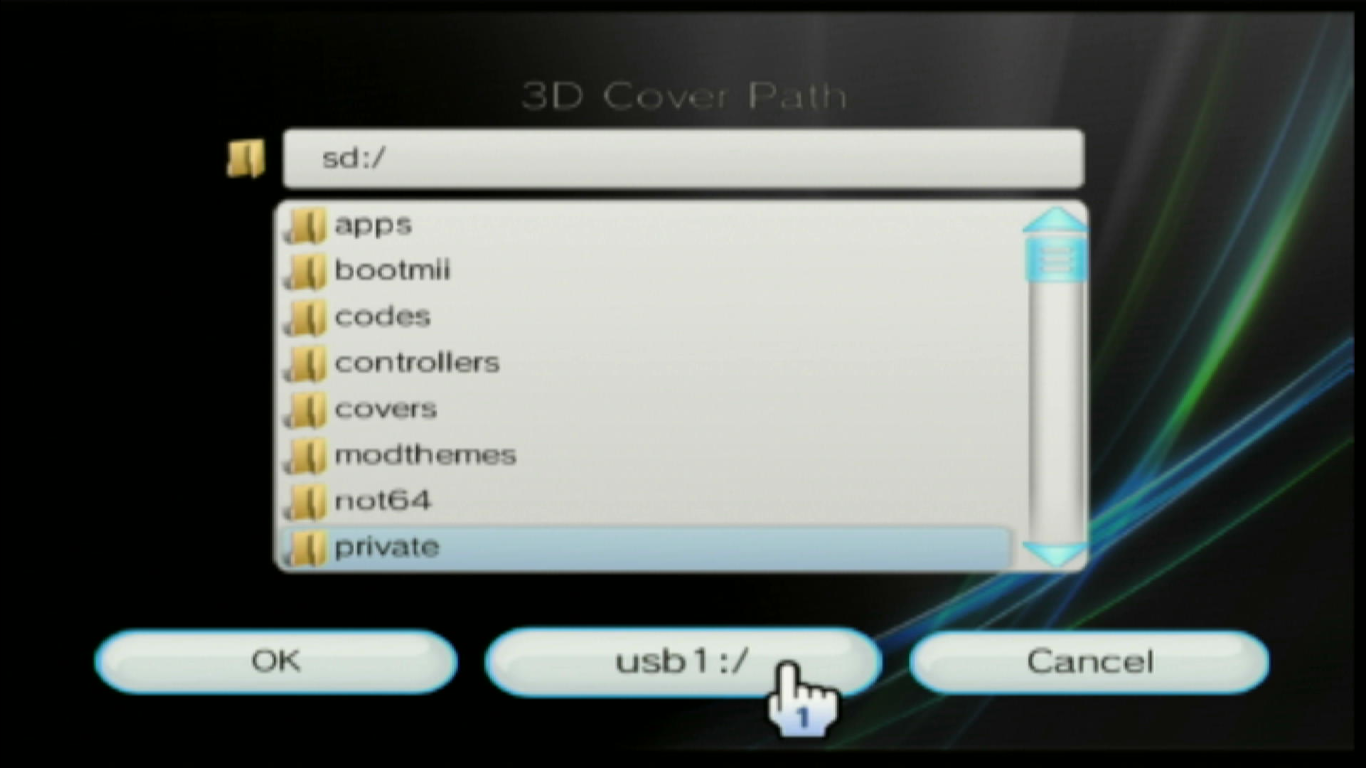 3D Cover Path
sd:/
apps
bootmii
codes
controllers
covers
modthemes
not64
private
OK
usb1:/
Cancel
1